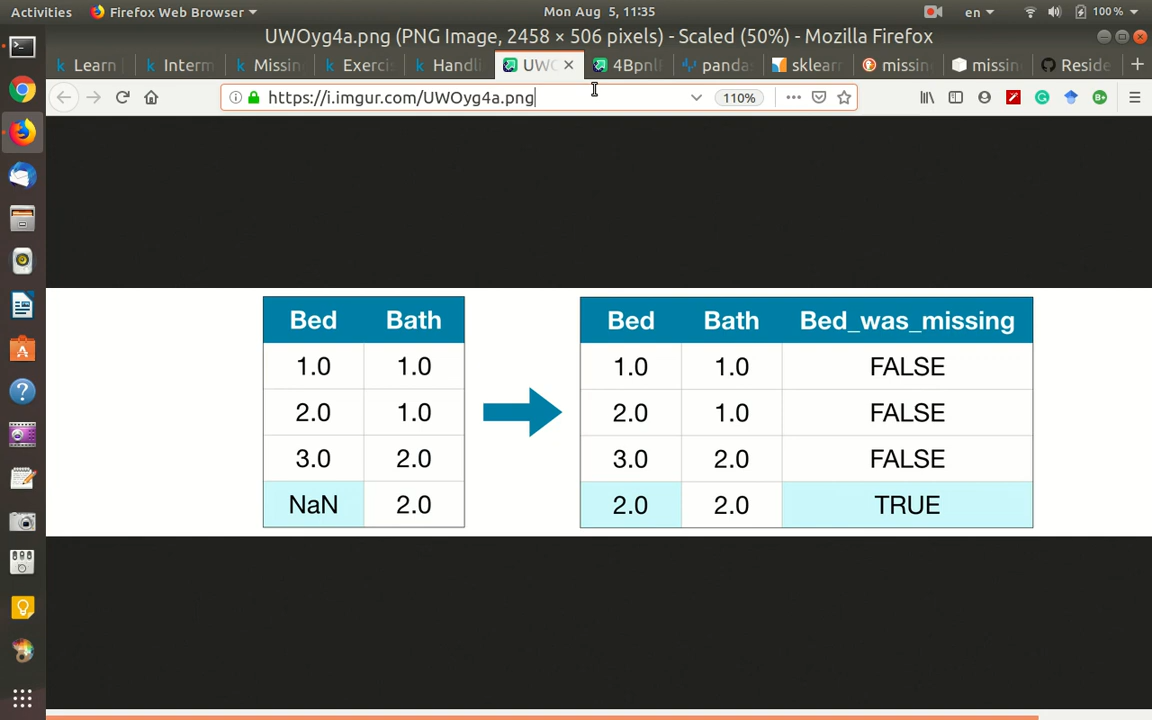 Activities Firefox Web Browser Mon Aug 5, 11:35 en 100%
UWOyg4a.png (PNG Image, 2458 × 506 pixels) - Scaled (50%) - Mozilla Firefox
Learn Interm Missin Exerci Handli UWO 4Bpnl panda sklear missin missin Reside
https://i.imgur.com/UWOyg4a.png 110%
Bed Bath Bed Bath Bed_was_missing
1.0 1.0 1.0 1.0 FALSE
2.0 1.0 2.0 1.0 FALSE
3.0 2.0 3.0 2.0 FALSE
NaN 2.0 2.0 2.0 TRUE